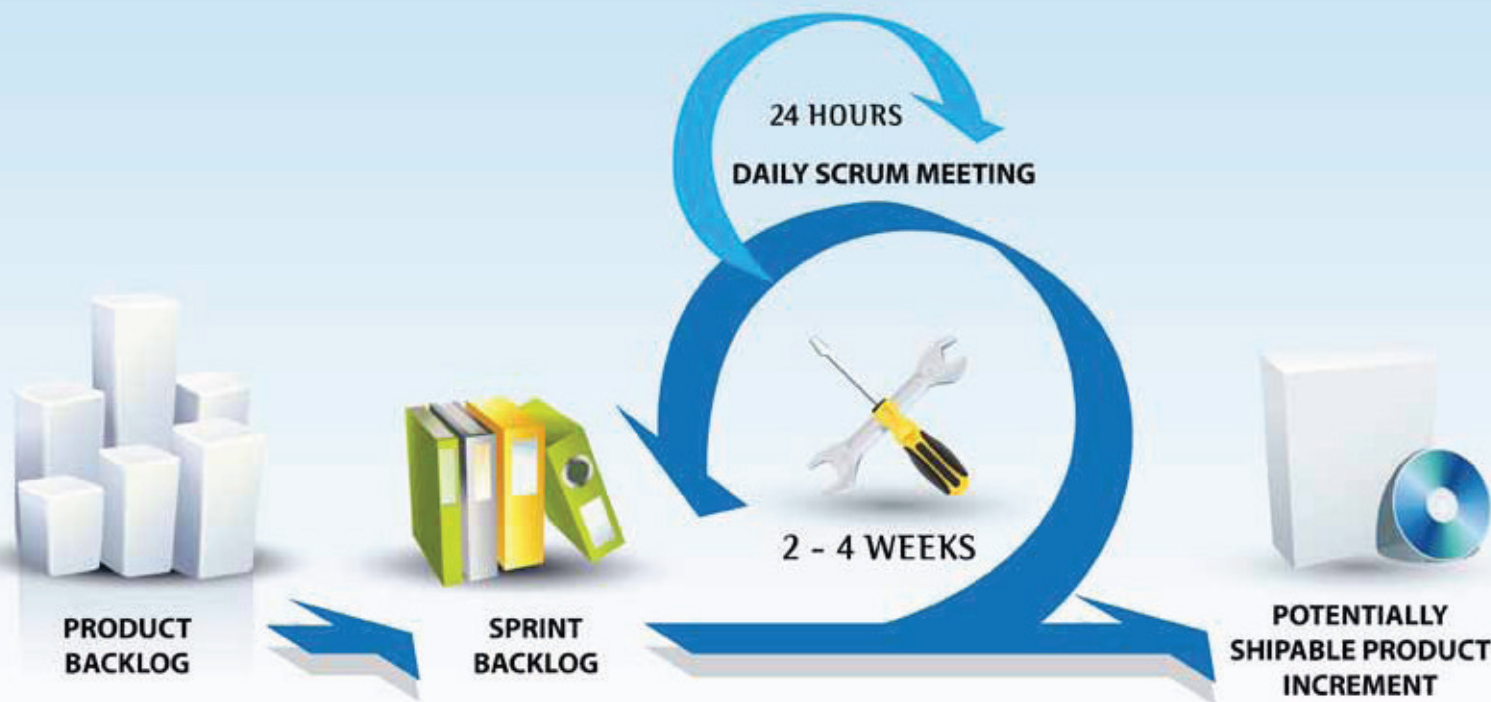 24 HOURS
DAILY SCRUM MEETING
2 - 4 WEEKS
PRODUCT
BACKLOG
SPRINT
BACKLOG
POTENTIALLY
SHIPABLE PRODUCT
INCREMENT